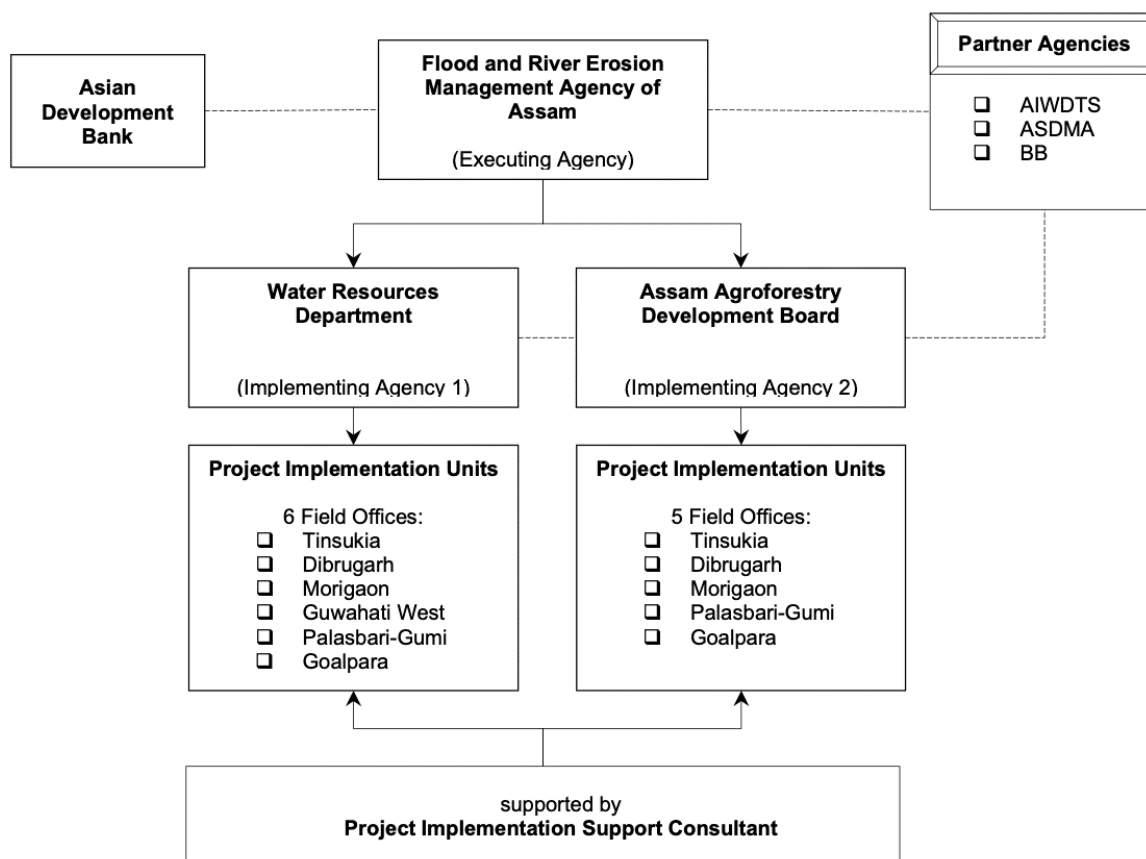 Asian
Development
Bank
Flood and River Erosion
Management Agency of
Assam
(Executing Agency)
Partner Agencies
❑ AIWDTS
❑ ASDMA
❑ BB
Water Resources
Department
(Implementing Agency 1)
Assam Agroforestry
Development Board
(Implementing Agency 2)
Project Implementation Units
6 Field Offices:
❑ Tinsukia
❑ Dibrugarh
❑ Morigaon
❑ Guwahati West
❑ Palasbari-Gumi
❑ Goalpara
Project Implementation Units
5 Field Offices:
❑ Tinsukia
❑ Dibrugarh
❑ Morigaon
❑ Palasbari-Gumi
❑ Goalpara
supported by
Project Implementation Support Consultant